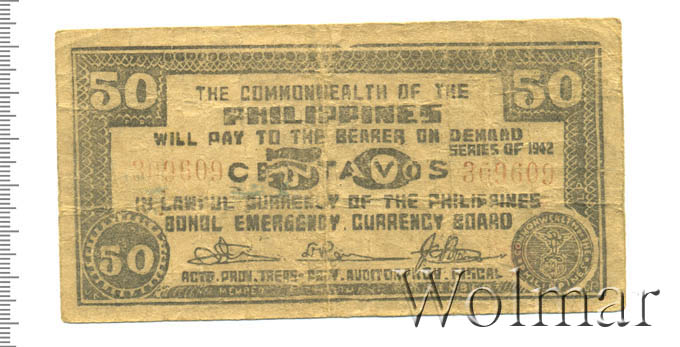 50 50
THE COMMONWEALTH OF THE
PHILIPPINES
WILL PAY TO THE BEARER ON DEMAND
SERIES OF 1942
369609 CENTAVOS 369609
50
IN LAWFUL CURRENCY OF THE PHILIPPINES
BOHOL EMERGENCY CURRENCY BOARD
50
ACTG. PROV. TREAS. PROV. AUDITOR PROV. FISCAL
MEMBER
Wolmar